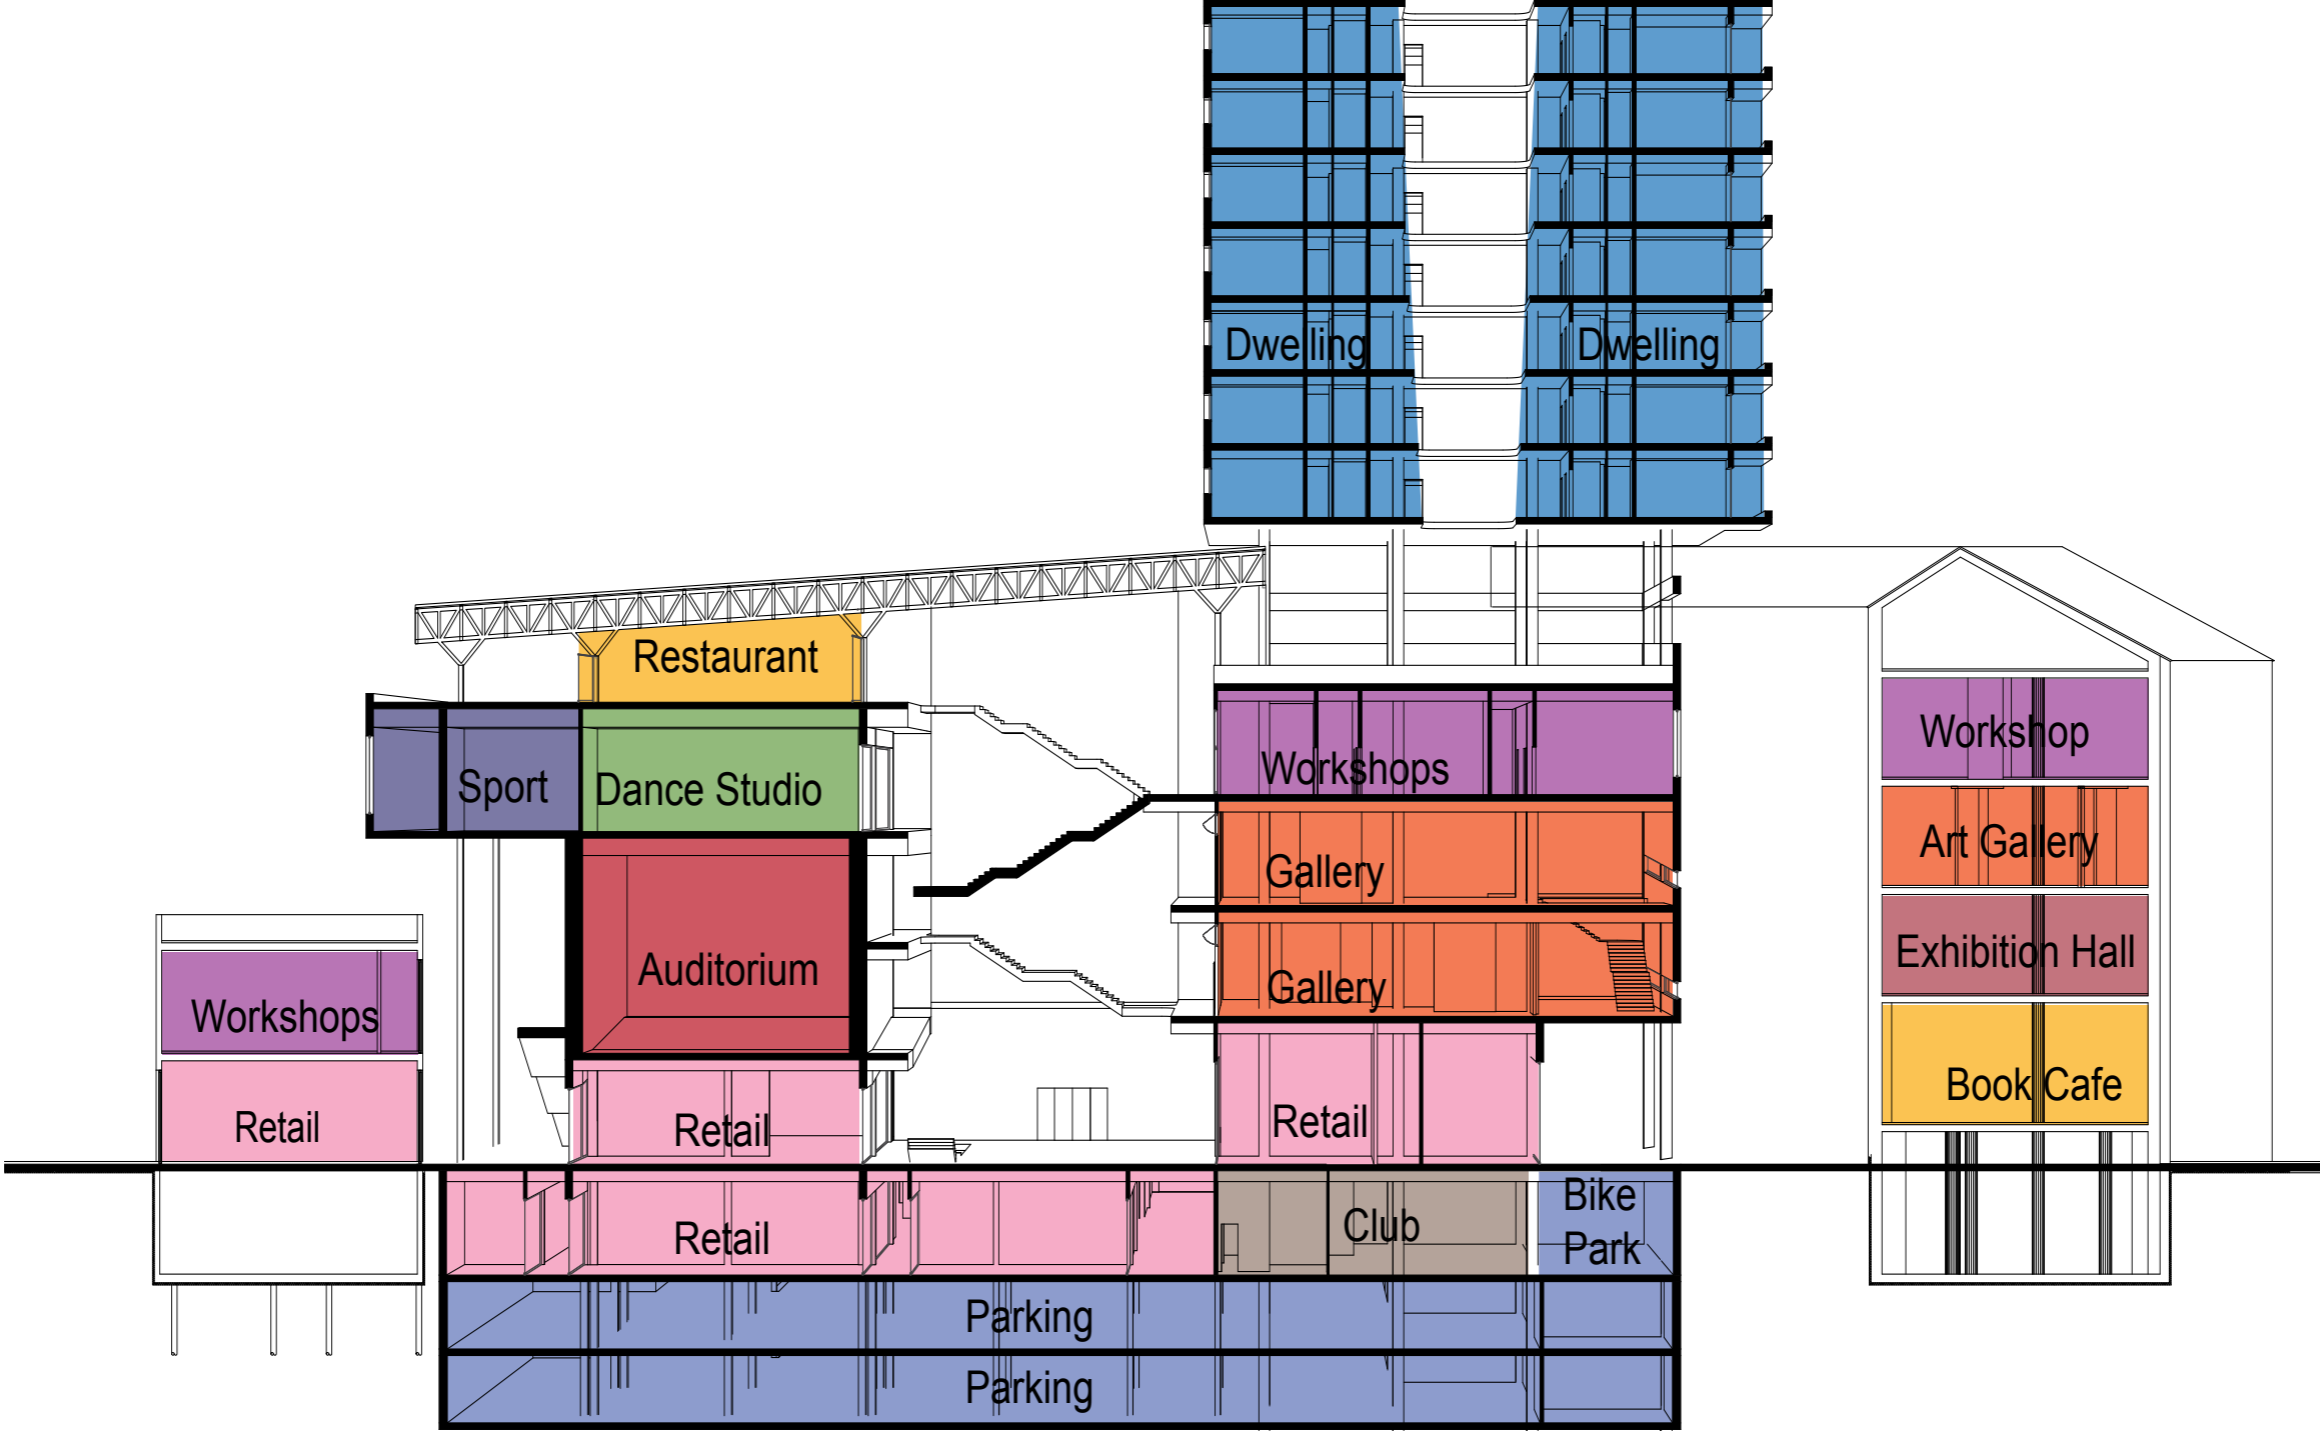 Dwelling
Dwelling
Restaurant
Sport
Dance Studio
Workshops
Workshop
Gallery
Art Gallery
Auditorium
Gallery
Exhibition Hall
Workshops
Retail
Retail
Retail
Book Cafe
Retail
Club
Bike
Park
Parking
Parking